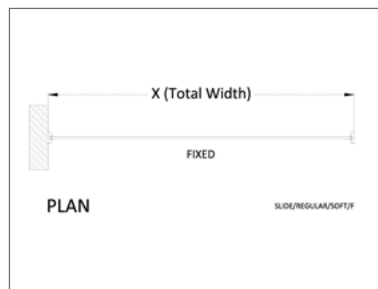 X (Total Width)
FIXED
PLAN
SLIDE/REGULAR/SOFT/F